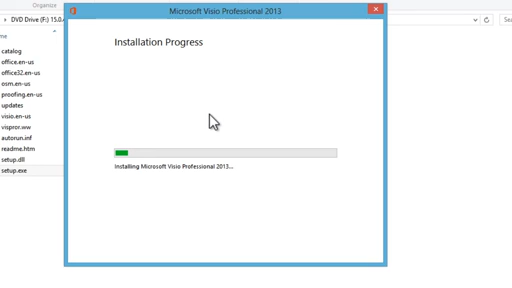 Organize
Microsoft Visio Professional 2013
DVD Drive (F:) 15.0.
Installation Progress
catalog
office.en-us
office32.en-us
osm.en-us
proofing.en-us
updates
visio.en-us
vispror.ww
autorun.inf
readme.htm
setup.dll
setup.exe
Installing Microsoft Visio Professional 2013...